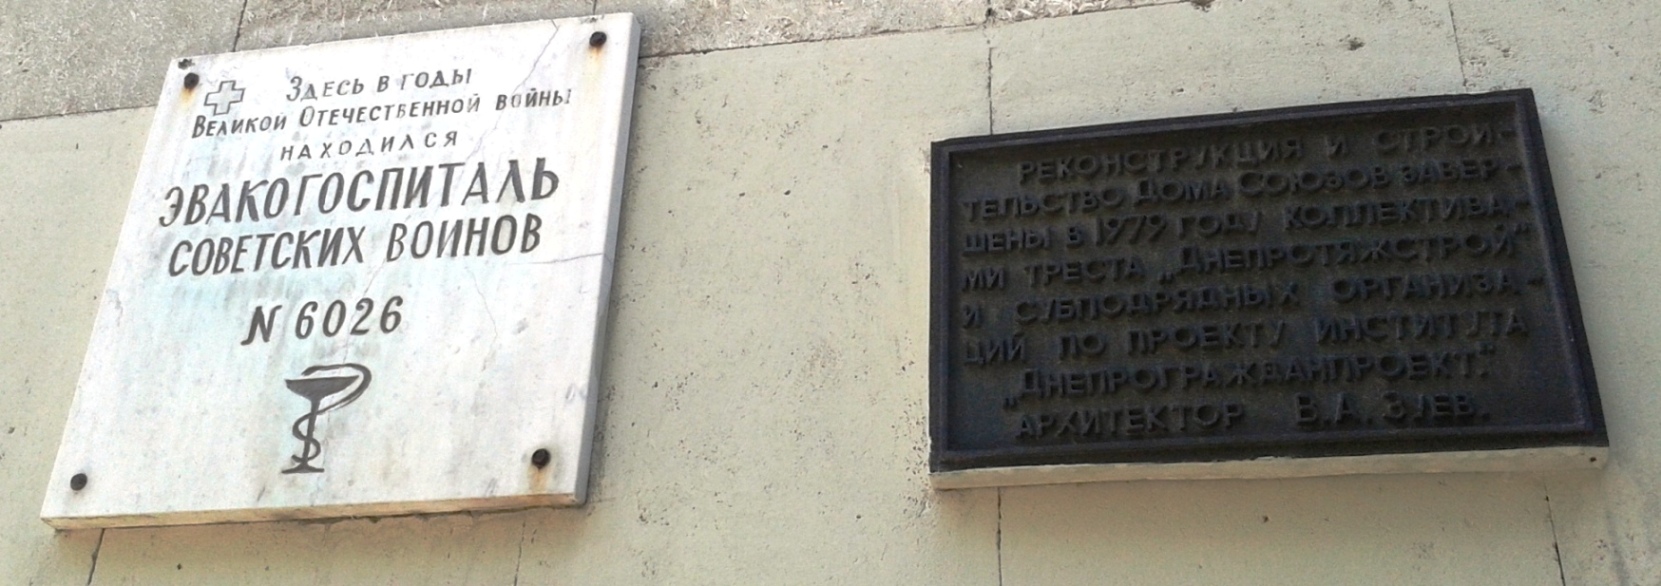 Здесь в годы
Великой Отечественной войны
находился
ЭВАКОГОСПИТАЛЬ
СОВЕТСКИХ ВОИНОВ
N 6026
РЕКОНСТРУКЦИЯ И СТРОИ-
ТЕЛЬСТВО ДОМА СОЮЗОВ ЗАВЕР-
ШЕНЫ В 1979 ГОДУ КОЛЛЕКТИВА-
МИ ТРЕСТА „ДНЕПРОТЯЖСТРОЙ"
И СУБПОДРЯДНЫХ ОРГАНИЗА-
ЦИЙ ПО ПРОЕКТУ ИНСТИТУТА
„ДНЕПРОГРАЖДАНПРОЕКТ."
АРХИТЕКТОР В.А. ЗУЕВ.